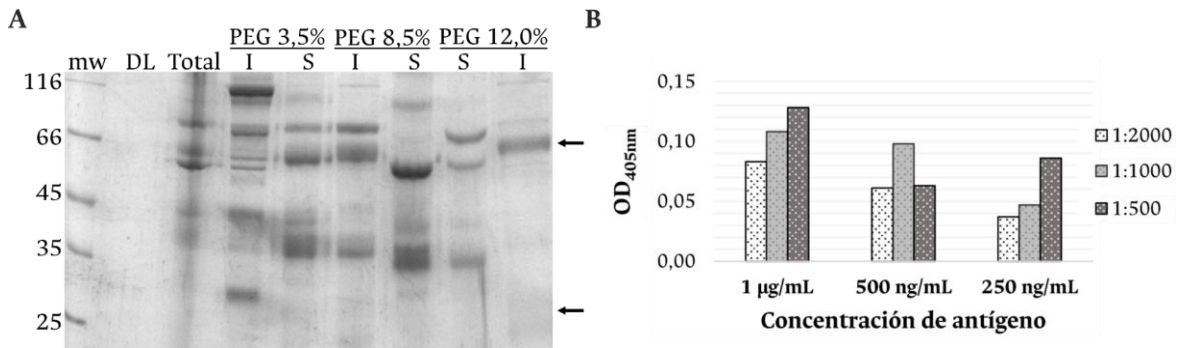 A
PEG 3,5% PEG 8,5% PEG 12,0%
mw DL Total I S I S S I
116
66
45
35
25
B
0,15
0,10
0,05
0,00
OD405nm
1 µg/mL 500 ng/mL 250 ng/mL
Concentración de antígeno
1:2000
1:1000
1:500